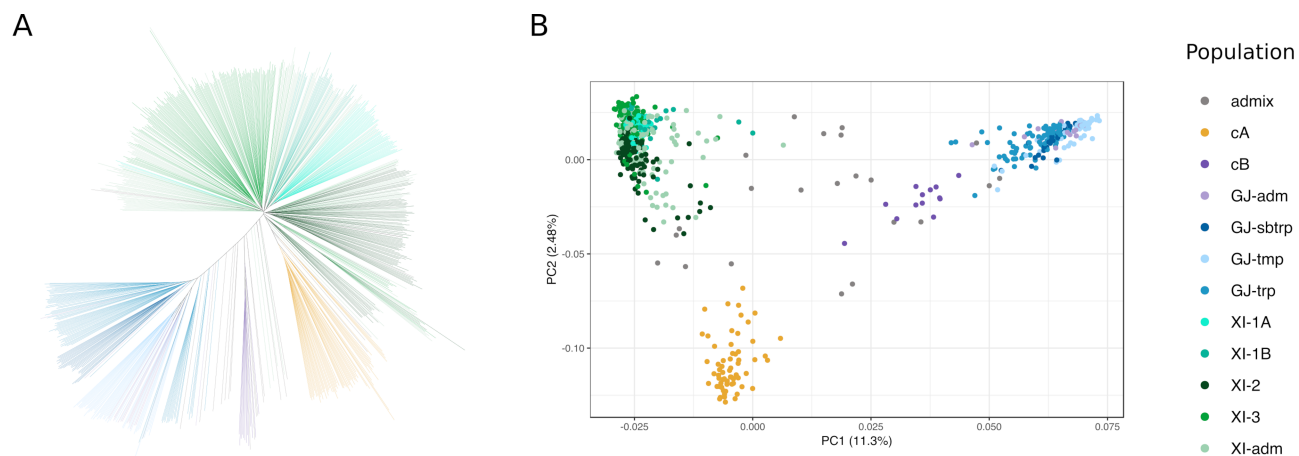 A
B
Population
admix
cA
cB
GJ-adm
GJ-sbtrp
GJ-tmp
GJ-trp
XI-1A
XI-1B
XI-2
XI-3
XI-adm
0.00
-0.05
-0.10
PC2 (2.48%)
-0.025
0.000
0.025
0.050
0.075
PC1 (11.3%)